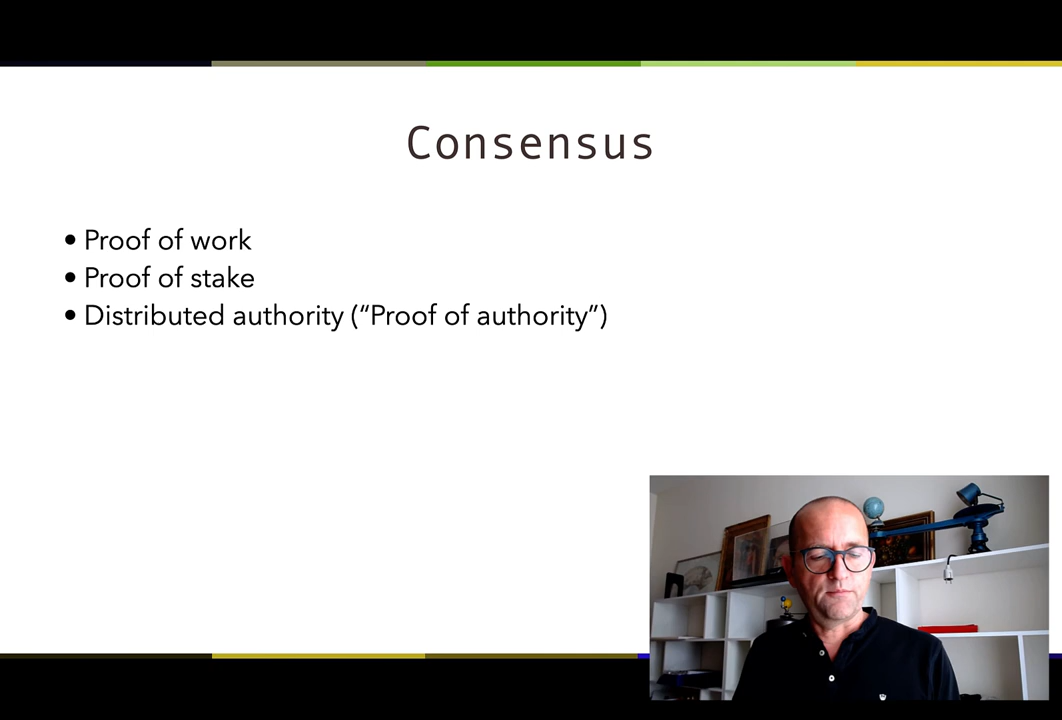 Consensus
• Proof of work
• Proof of stake
• Distributed authority (“Proof of authority”)